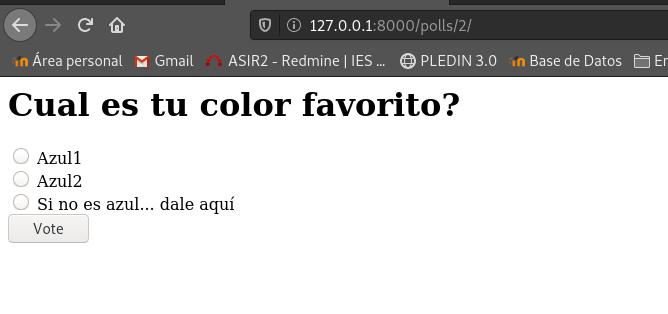 127.0.0.1:8000/polls/2/
Área personal Gmail ASIR2 - Redmine | IES ... PLEDIN 3.0 Base de Datos Er
Cual es tu color favorito?
Azul1
Azul2
Si no es azul... dale aquí
Vote